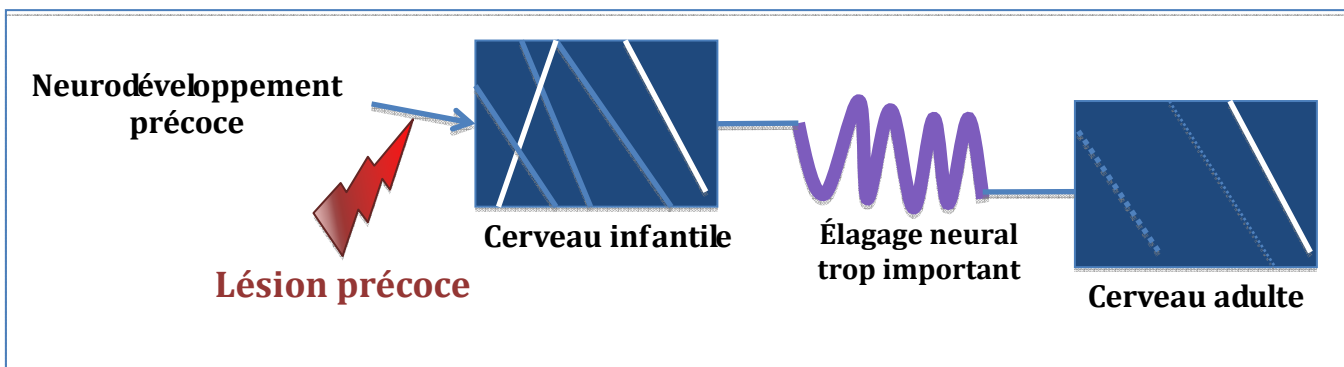 Neurodéveloppement
précoce
Lésion précoce
Cerveau infantile
Élagage neural
trop important
Cerveau adulte